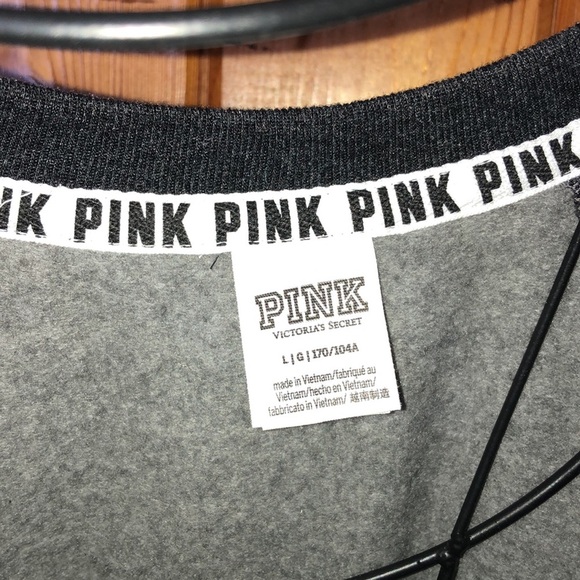 PINK PINK PINK PINK
PINK
VICTORIA'S SECRET
L | G | 170/104A
made in Vietnam/fabriqué au
Vietnam/hecho en Vietnam/
fabbricato in Vietnam/ 越南制造